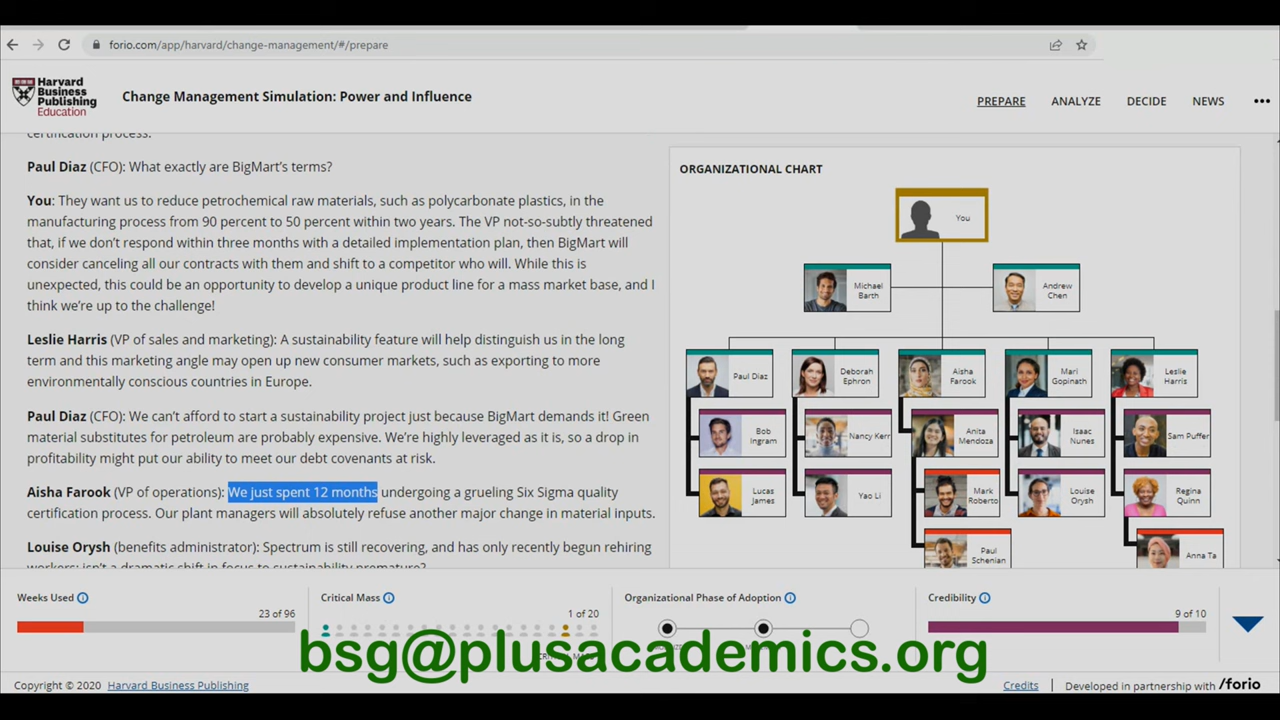 forio.com/app/harvard/change-management/#/prepare
Harvard
Business
Publishing
Education
Change Management Simulation: Power and Influence
PREPARE
ANALYZE
DECIDE
NEWS
certification process.
Paul Diaz (CFO): What exactly are BigMart's terms?
You: They want us to reduce petrochemical raw materials, such as polycarbonate plastics, in the
manufacturing process from 90 percent to 50 percent within two years. The VP not-so-subtly threatened
that, if we don't respond within three months with a detailed implementation plan, then BigMart will
consider canceling all our contracts with them and shift to a competitor who will. While this is
unexpected, this could be an opportunity to develop a unique product line for a mass market base, and I
think we're up to the challenge!
Leslie Harris (VP of sales and marketing): A sustainability feature will help distinguish us in the long
term and this marketing angle may open up new consumer markets, such as exporting to more
environmentally conscious countries in Europe.
Paul Diaz (CFO): We can't afford to start a sustainability project just because BigMart demands it! Green
material substitutes for petroleum are probably expensive. We're highly leveraged as it is, so a drop in
profitability might put our ability to meet our debt covenants at risk.
Aisha Farook (VP of operations): We just spent 12 months undergoing a grueling Six Sigma quality
certification process. Our plant managers will absolutely refuse another major change in material inputs.
Louise Orysh (benefits administrator): Spectrum is still recovering, and has only recently begun rehiring
workers; isn't a dramatic shift in focus to sustainability premature?
ORGANIZATIONAL CHART
You
Michael
Barth
Andrew
Chen
Paul Diaz
Deborah
Ephron
Aisha
Farook
Mari
Gopinath
Leslie
Harris
Bob
Ingram
Nancy Kerr
Anita
Mendoza
Isaac
Nunes
Sam Puffer
Lucas
James
Yao Li
Mark
Roberto
Louise
Orysh
Regina
Quinn
Paul
Schenian
Anna Ta
Weeks Used
23 of 96
Critical Mass
1 of 20
Organizational Phase of Adoption
Credibility
9 of 10
bsg@plusacademics.org
Copyright © 2020 Harvard Business Publishing
Credits
Developed in partnership with /forio